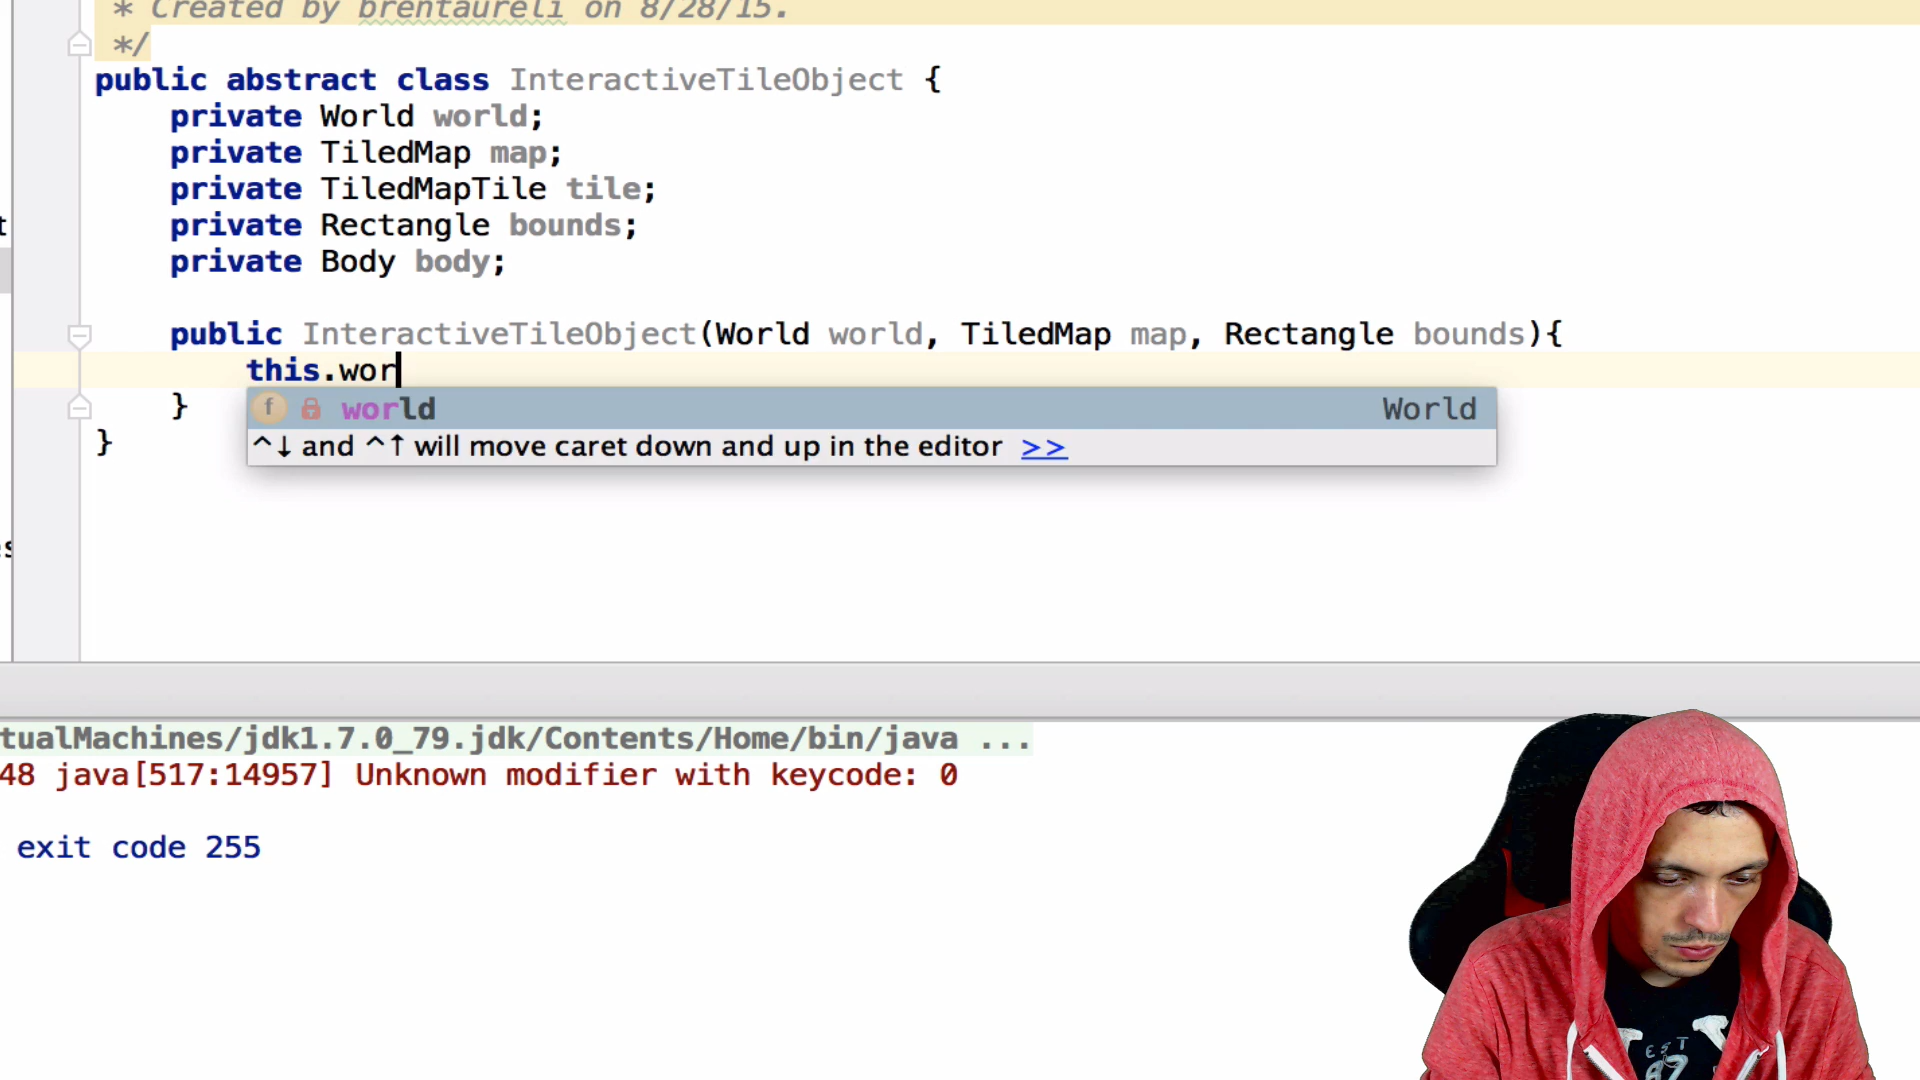 * Created by brentaureli on 8/28/15.
*/
public abstract class InteractiveTileObject {
private World world;
private TiledMap map;
private TiledMapTile tile;
private Rectangle bounds;
private Body body;
public InteractiveTileObject(World world, TiledMap map, Rectangle bounds){
this.wor
f world World
^↓ and ^↑ will move caret down and up in the editor >>
}
}
tualMachines/jdk1.7.0_79.jdk/Contents/Home/bin/java ...
48 java[517:14957] Unknown modifier with keycode: 0
exit code 255
EST